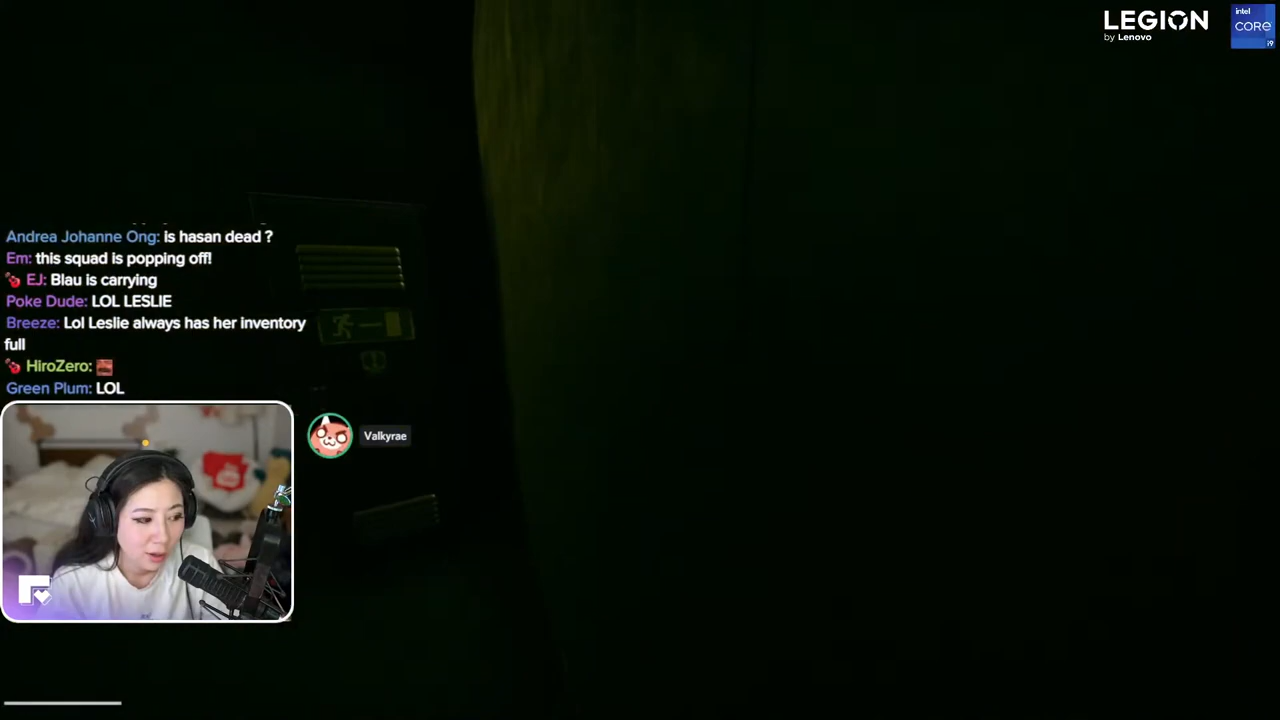 LEGION
by Lenovo
intel
CORE
i9
Andrea Johanne Ong: is hasan dead ?
Em: this squad is popping off!
EJ: Blau is carrying
Poke Dude: LOL LESLIE
Breeze: Lol Leslie always has her inventory
full
HiroZero:
Green Plum: LOL
Valkyrae